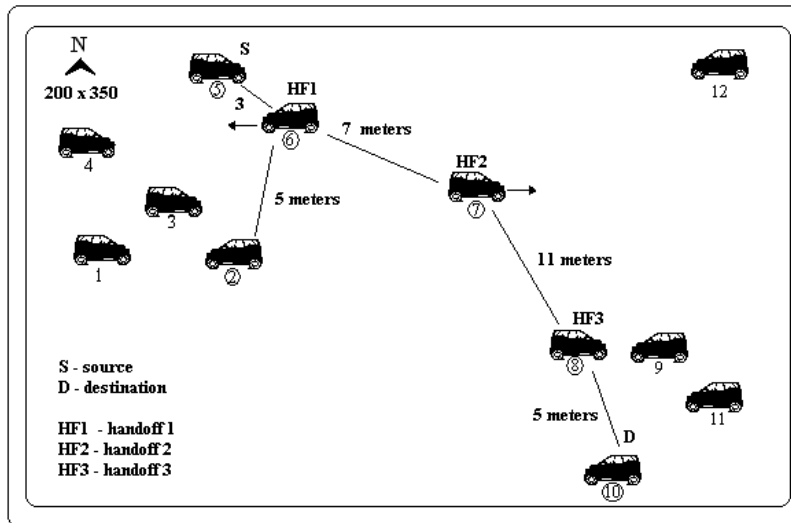 N
200 x 350
S
5
3
HF1
6
7 meters
12
4
HF2
7
3
5 meters
1
2
11 meters
HF3
8
9
S - source
D - destination
5 meters
11
HF1 - handoff 1
HF2 - handoff 2
HF3 - handoff 3
D
10